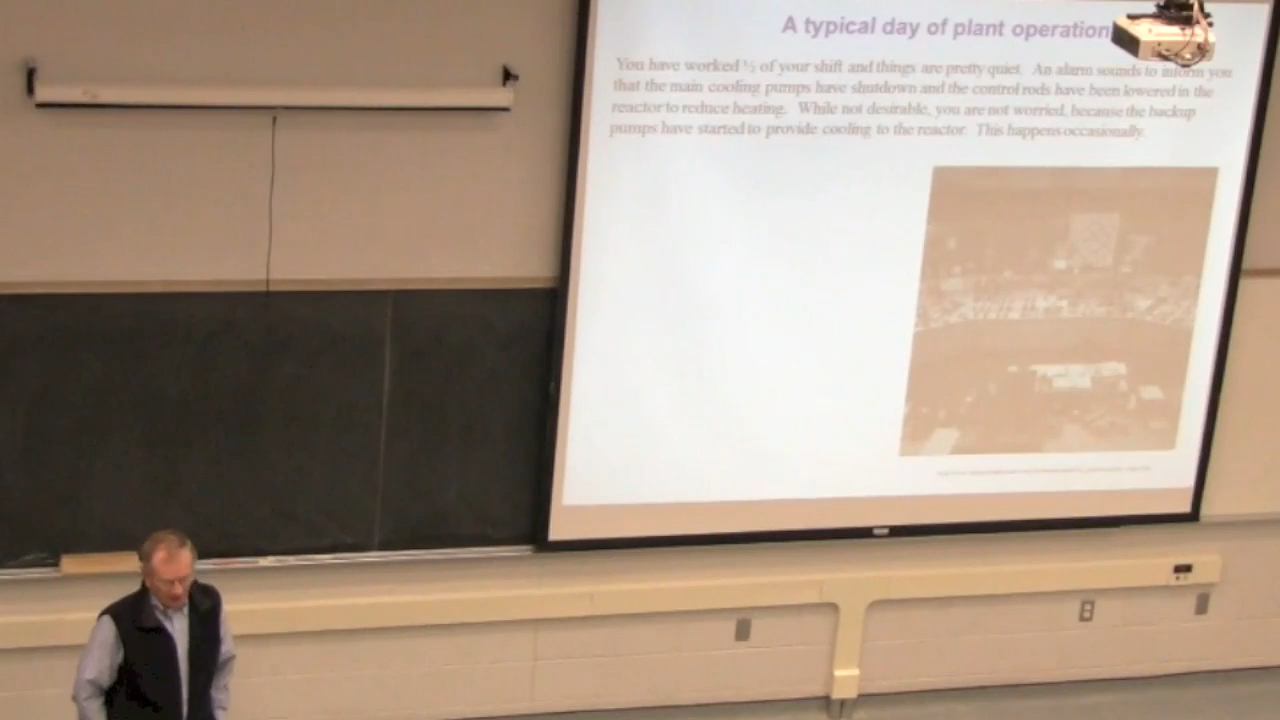 A typical day of plant operation
You have worked ½ of your shift and things are pretty quiet. An alarm sounds to inform you
that the main cooling pumps have shutdown and the control rods have been lowered in the
reactor to reduce heating. While not desirable, you are not worried, because the backup
pumps have started to provide cooling to the reactor. This happens occasionally.